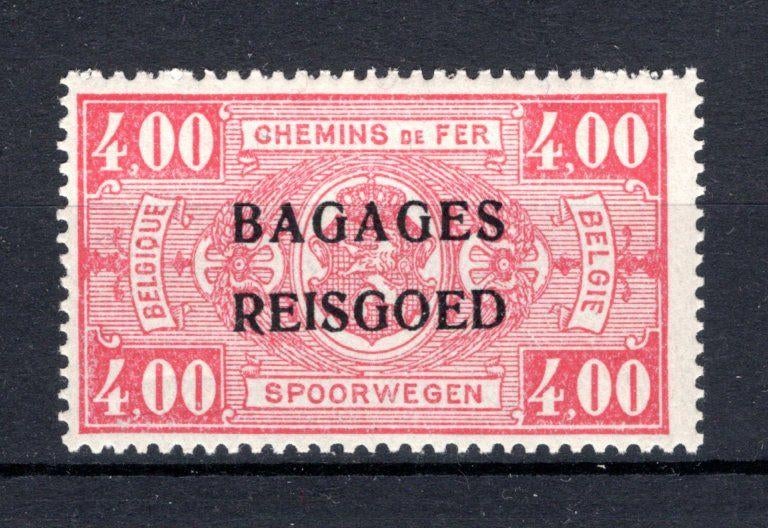 4,00 CHEMINS DE FER 4,00
BELGIQUE
BAGAGES
REISGOED
BELGIE
4,00 SPOORWEGEN 4,00